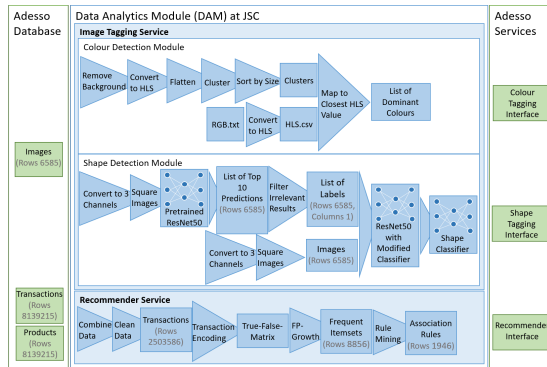 Adesso
Database
Data Analytics Module (DAM) at JSC
Adesso
Services
Image Tagging Service
Colour Detection Module
Remove
Background
Convert
to HLS
Flatten
Cluster
Sort by Size
Clusters
Map to
Closest HLS
Value
List of
Dominant
Colours
RGB.txt
Convert
to HLS
HLS.csv
Colour
Tagging
Interface
Images
(Rows 6585)
Shape Detection Module
Convert to 3
Channels
Square
Images
Pretrained
ResNet50
List of Top
10
Predictions
(Rows 6585)
Filter
Irrelevant
Results
List of
Labels
(Rows 6585,
Columns 1)
ResNet50
with
Modified
Classifier
Shape
Classifier
Convert to 3
Channels
Square
Images
Images
(Rows 6585)
Shape
Tagging
Interface
Transactions
(Rows
8139215)
Products
(Rows
8139215)
Recommender Service
Combine
Data
Clean
Data
Transactions
(Rows
2503586)
Transaction
Encoding
True-False-
Matrix
FP-
Growth
Frequent
Itemsets
(Rows 8856)
Rule
Mining
Association
Rules
(Rows 1946)
Recommender
Interface